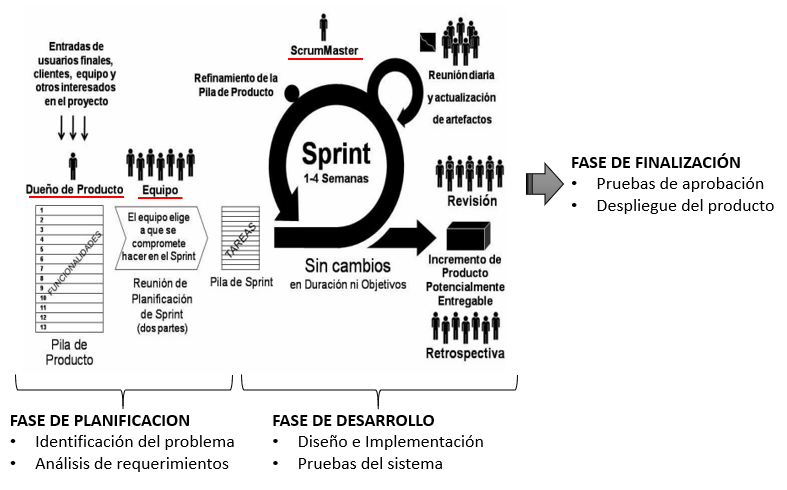 Entradas de
usuarios finales,
clientes, equipo y
otros interesados
en el proyecto
Dueño de Producto
Equipo
1
2
3
4
5
6
7
8
9
10
11
12
13
FUNCIONALIDADES
Pila de
Producto
El equipo elige
a que se
compromete
hacer en el Sprint
Reunión de
Planificación
de Sprint
(dos partes)
TAREAS
Pila de Sprint
ScrumMaster
Refinamiento de la
Pila de Producto
Sprint
1-4 Semanas
Sin cambios
en Duración ni Objetivos
Reunión diaria
y actualización
de artefactos
Revisión
Incremento de
Producto
Potencialmente
Entregable
Retrospectiva
FASE DE PLANIFICACION
• Identificación del problema
• Análisis de requerimientos
FASE DE DESARROLLO
• Diseño e Implementación
• Pruebas del sistema
FASE DE FINALIZACIÓN
• Pruebas de aprobación
• Despliegue del producto